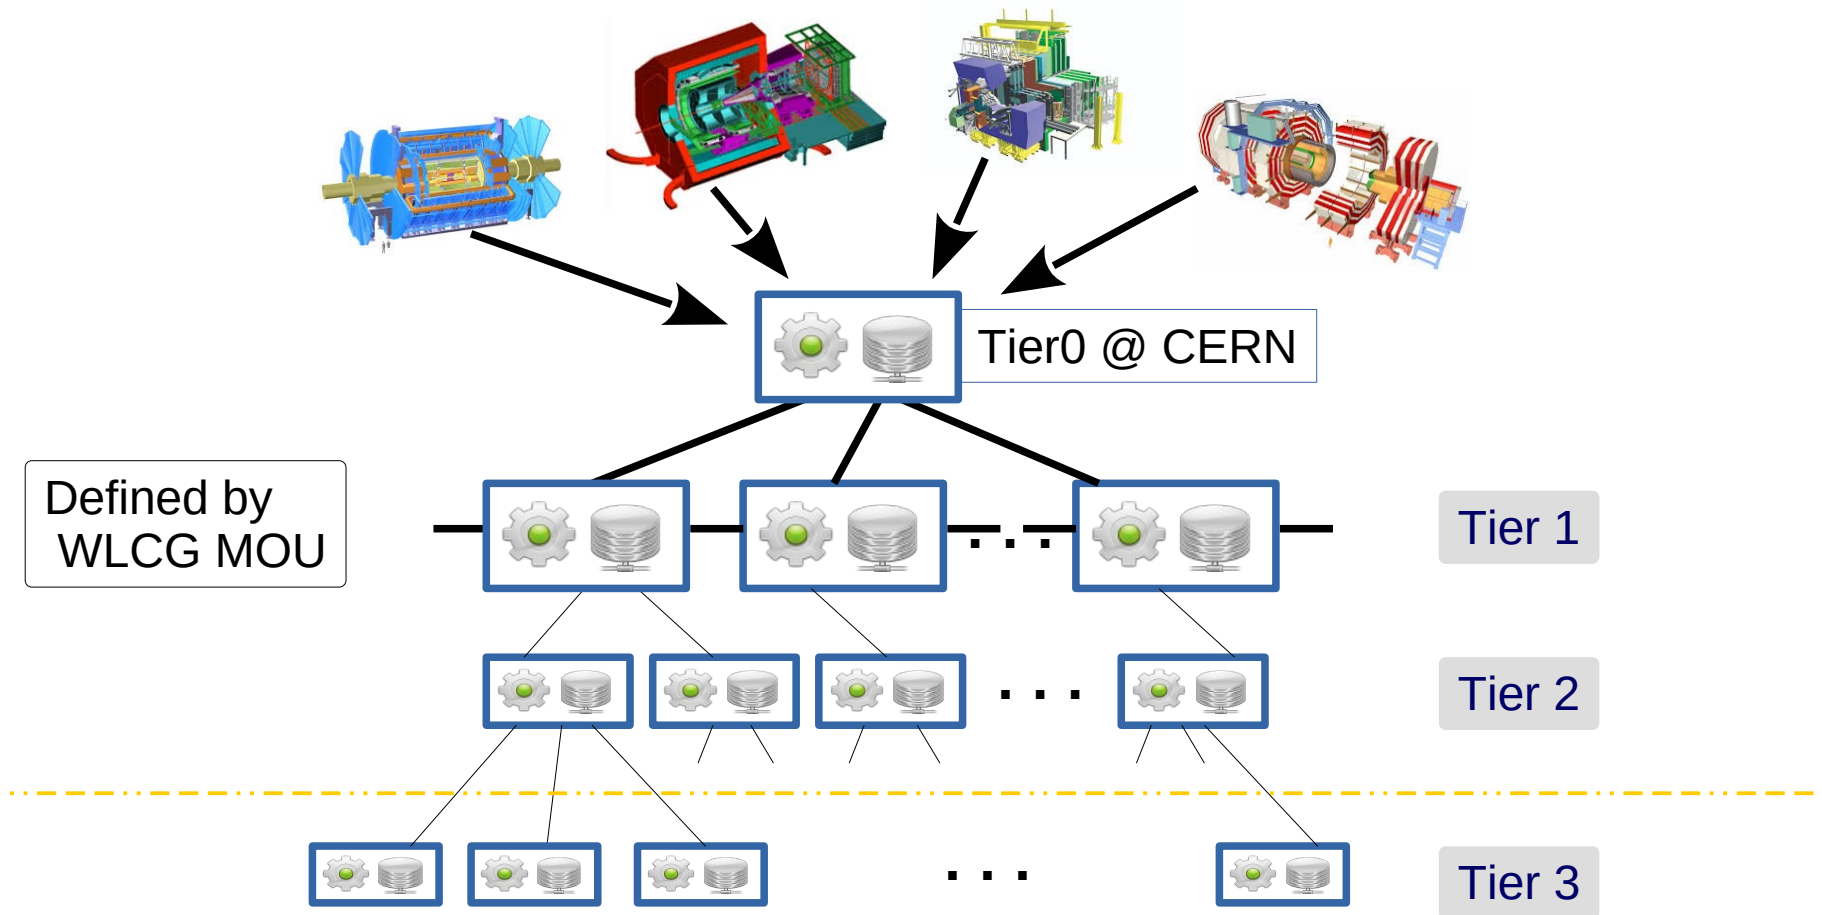 Tier0 @ CERN
Defined by
WLCG MOU
. . .
Tier 1
. . .
Tier 2
. . .
Tier 3